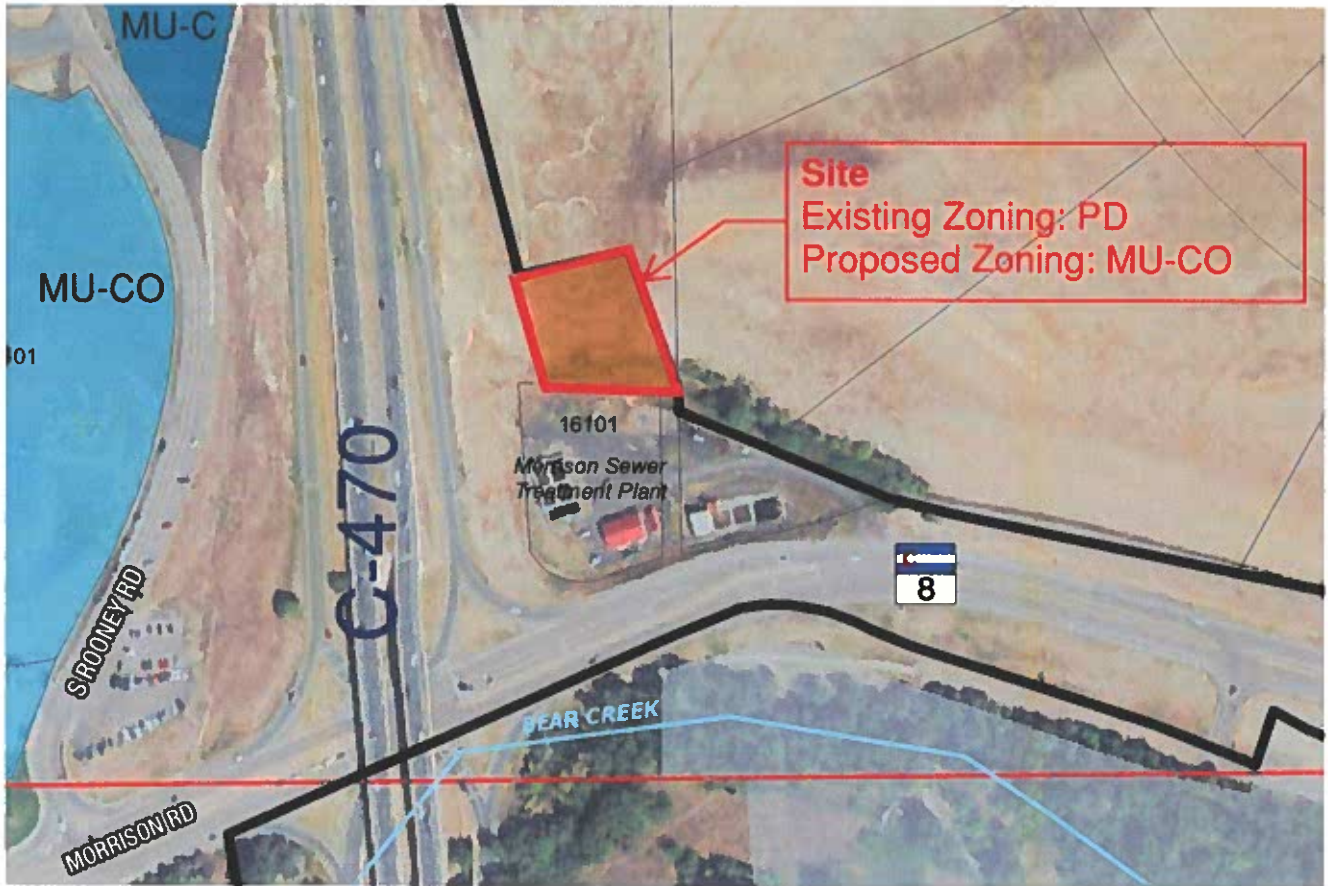 MU-C
Site
Existing Zoning: PD
Proposed Zoning: MU-CO
MU-CO
01
16101
Morrison Sewer
Treatment Plant
C-470
8
S ROONEY RD
BEAR CREEK
MORRISON RD